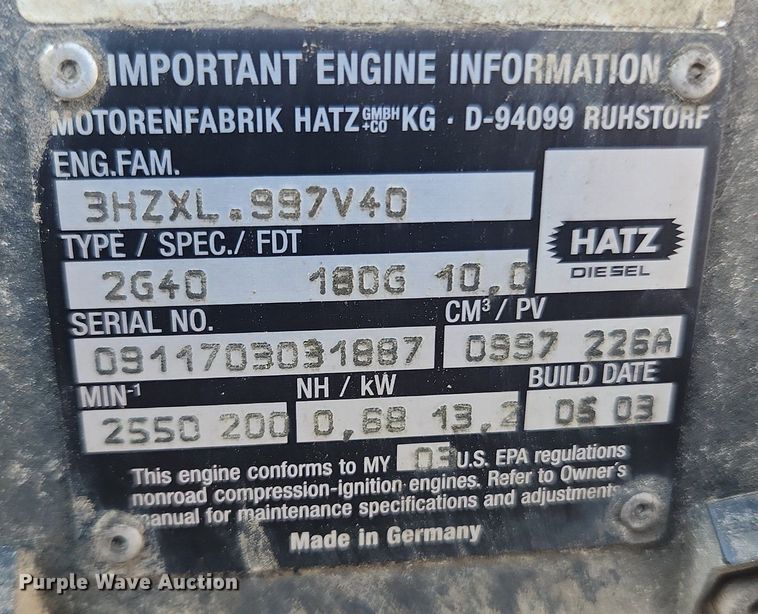 IMPORTANT ENGINE INFORMATION
MOTORENFABRIK HATZ GMBH +CO KG · D-94099 RUHSTORF
ENG.FAM.
3HZXL.997V40
HATZ
DIESEL
TYPE / SPEC./ FDT
2G40 180G 10,0
SERIAL NO. CM³/ PV
0911703031887 0997 226A
MIN-¹ NH / kW BUILD DATE
2550 200 0,68 13,2 05 03
This engine conforms to MY 03 U.S. EPA regulations
nonroad compression-ignition engines. Refer to Owner's
manual for maintenance specifications and adjustments
Made in Germany
Purple Wave Auction